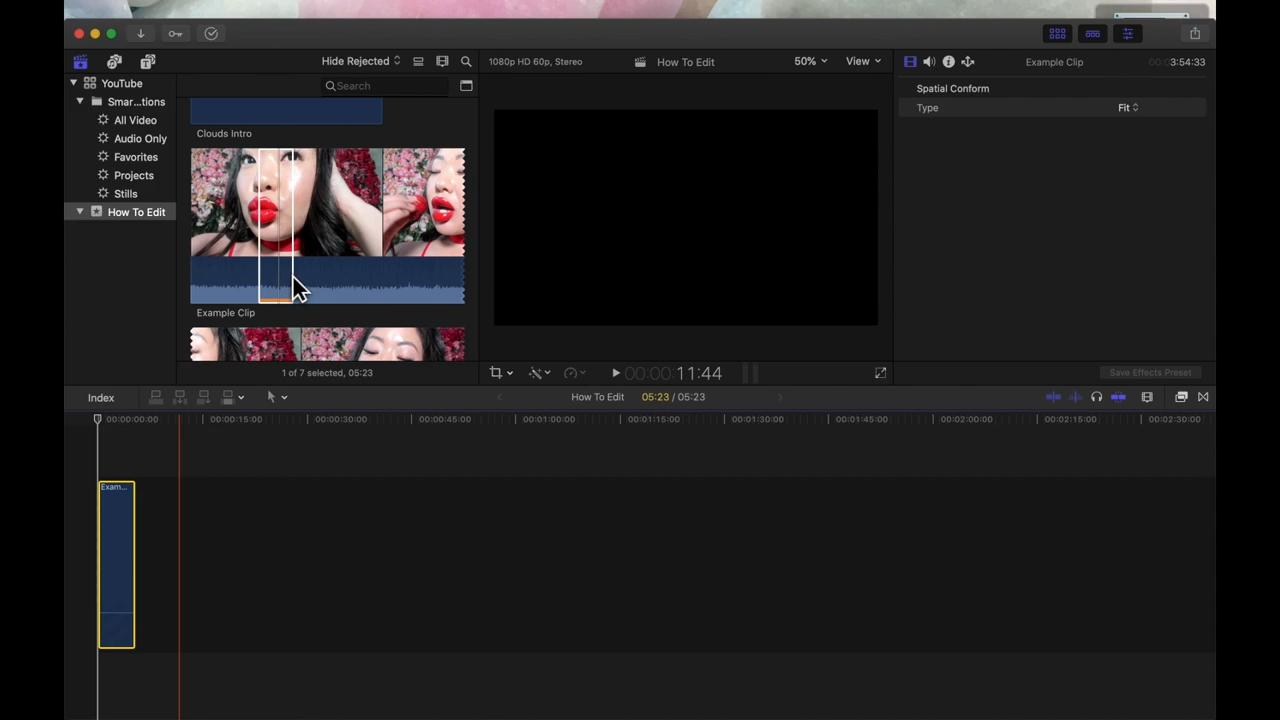 Hide Rejected
1080p HD 60p, Stereo
How To Edit
50%
View
Example Clip
3:54:33
YouTube
Smar...tions
All Video
Audio Only
Favorites
Projects
Stills
How To Edit
Search
Clouds Intro
Example Clip
1 of 7 selected, 05:23
Spatial Conform
Type
Fit
00:00:11:44
Save Effects Preset
Index
How To Edit
05:23 / 05:23
00:00:00:00
00:00:15:00
00:00:30:00
00:00:45:00
00:01:00:00
00:01:15:00
00:01:30:00
00:01:45:00
00:02:00:00
00:02:15:00
00:02:30:00
Exam...